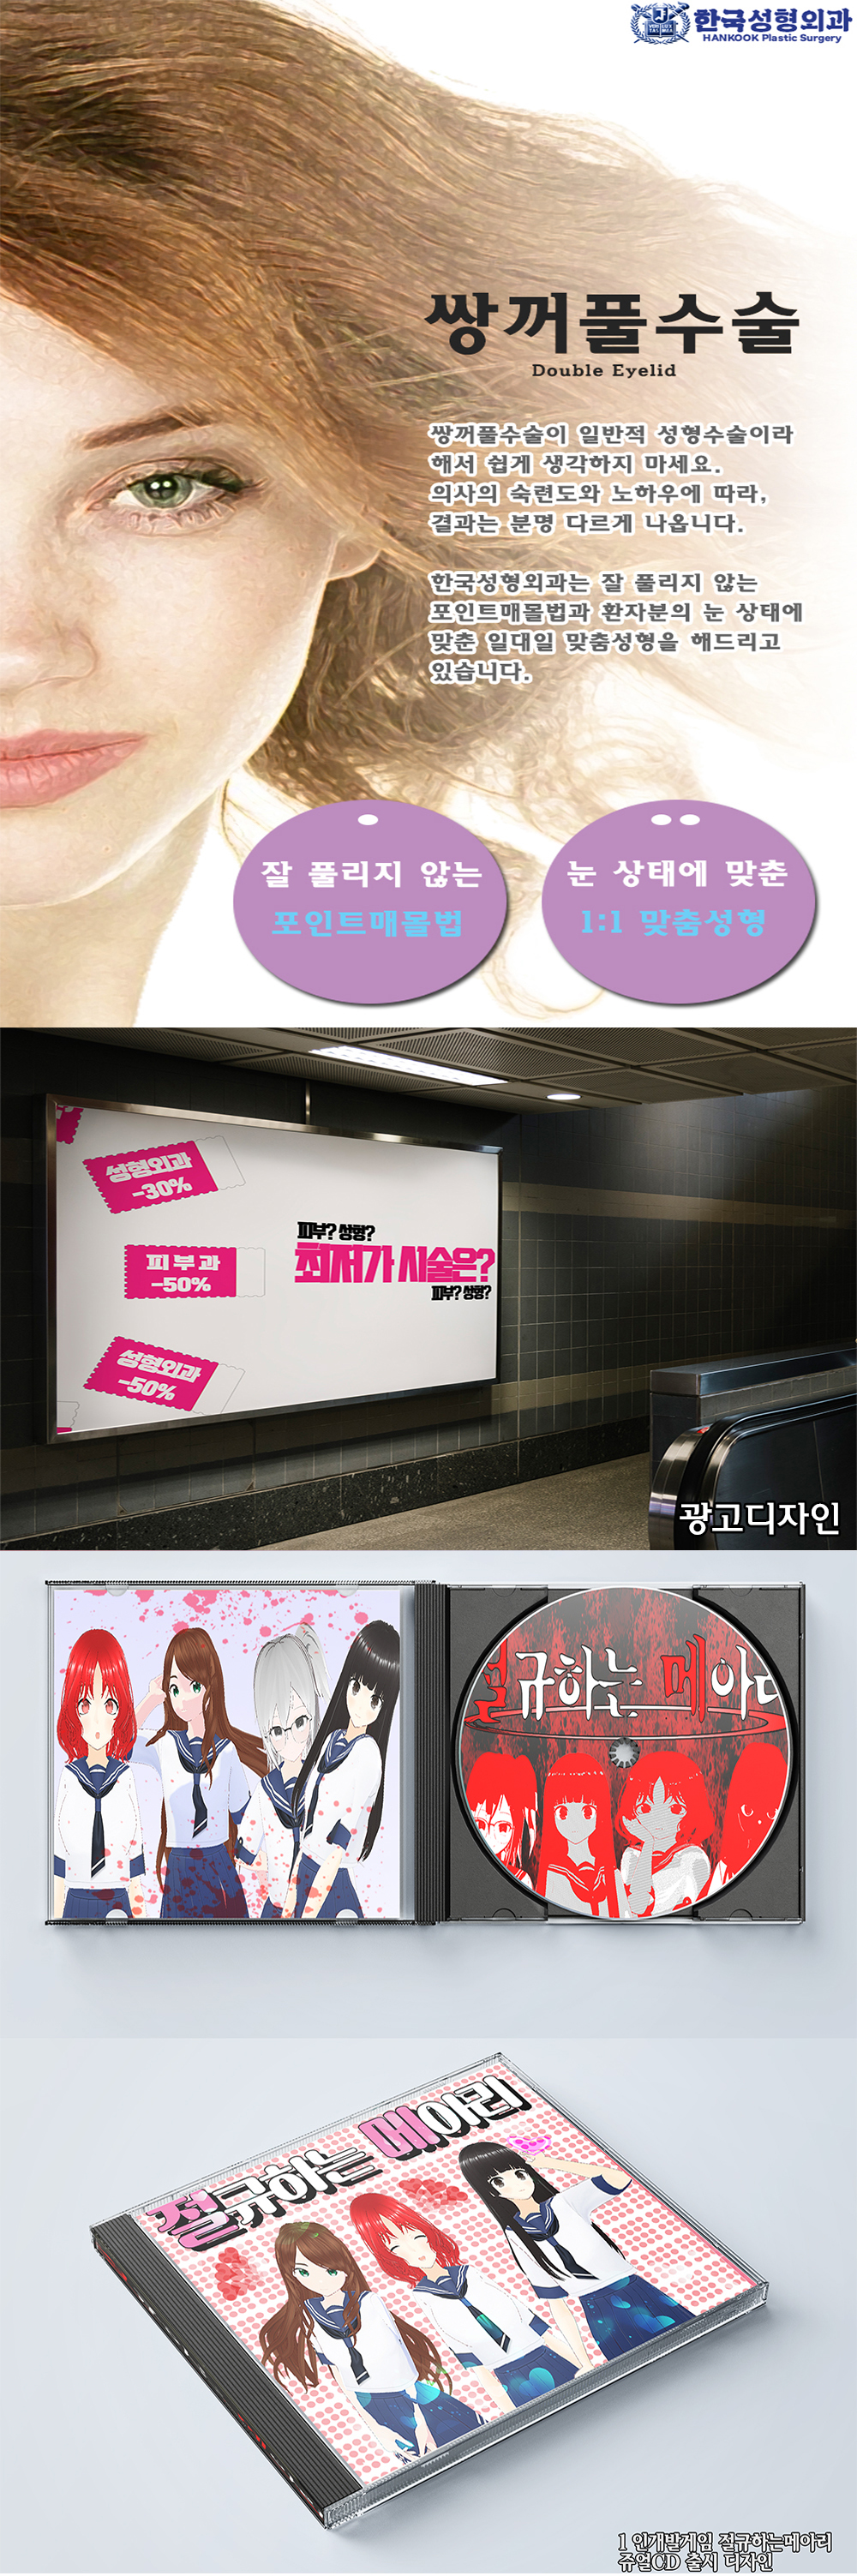 한국성형외과
HANKOOK Plastic Surgery
쌍꺼풀수술
Double Eyelid
쌍꺼풀수술이 일반적 성형수술이라
해서 쉽게 생각하지 마세요.
의사의 숙련도와 노하우에 따라,
결과는 분명 다르게 나옵니다.
한국성형외과는 잘 풀리지 않는
포인트매몰법과 환자분의 눈 상태에
맞춘 일대일 맞춤성형을 해드리고
있습니다.
잘 풀리지 않는
포인트매몰법
눈 상태에 맞춘
1:1 맞춤성형
성형외과
-30%
피부과
-50%
성형외과
-50%
피부? 성형?
최저가 시술은?
피부? 성형?
광고디자인
절규하는 메아리
절규하는 메아리
1 인개발게임 절규하는메아리
쥬얼CD 출시 디자인